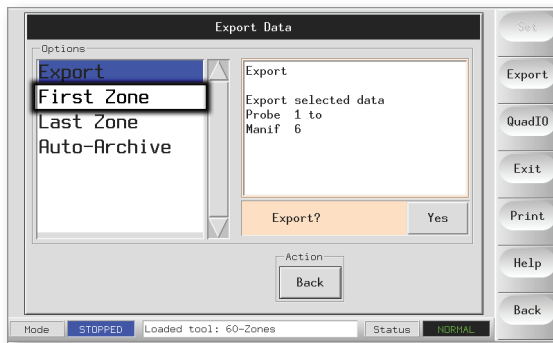 Export Data
Options
Export
First Zone
Last Zone
Auto-Archive
Export
Export selected data
Probe 1 to
Manif 6
Export? Yes
Action
Back
Set
Export
QuadIO
Exit
Print
Help
Back
Mode STOPPED Loaded tool: 60-Zones Status NORMAL